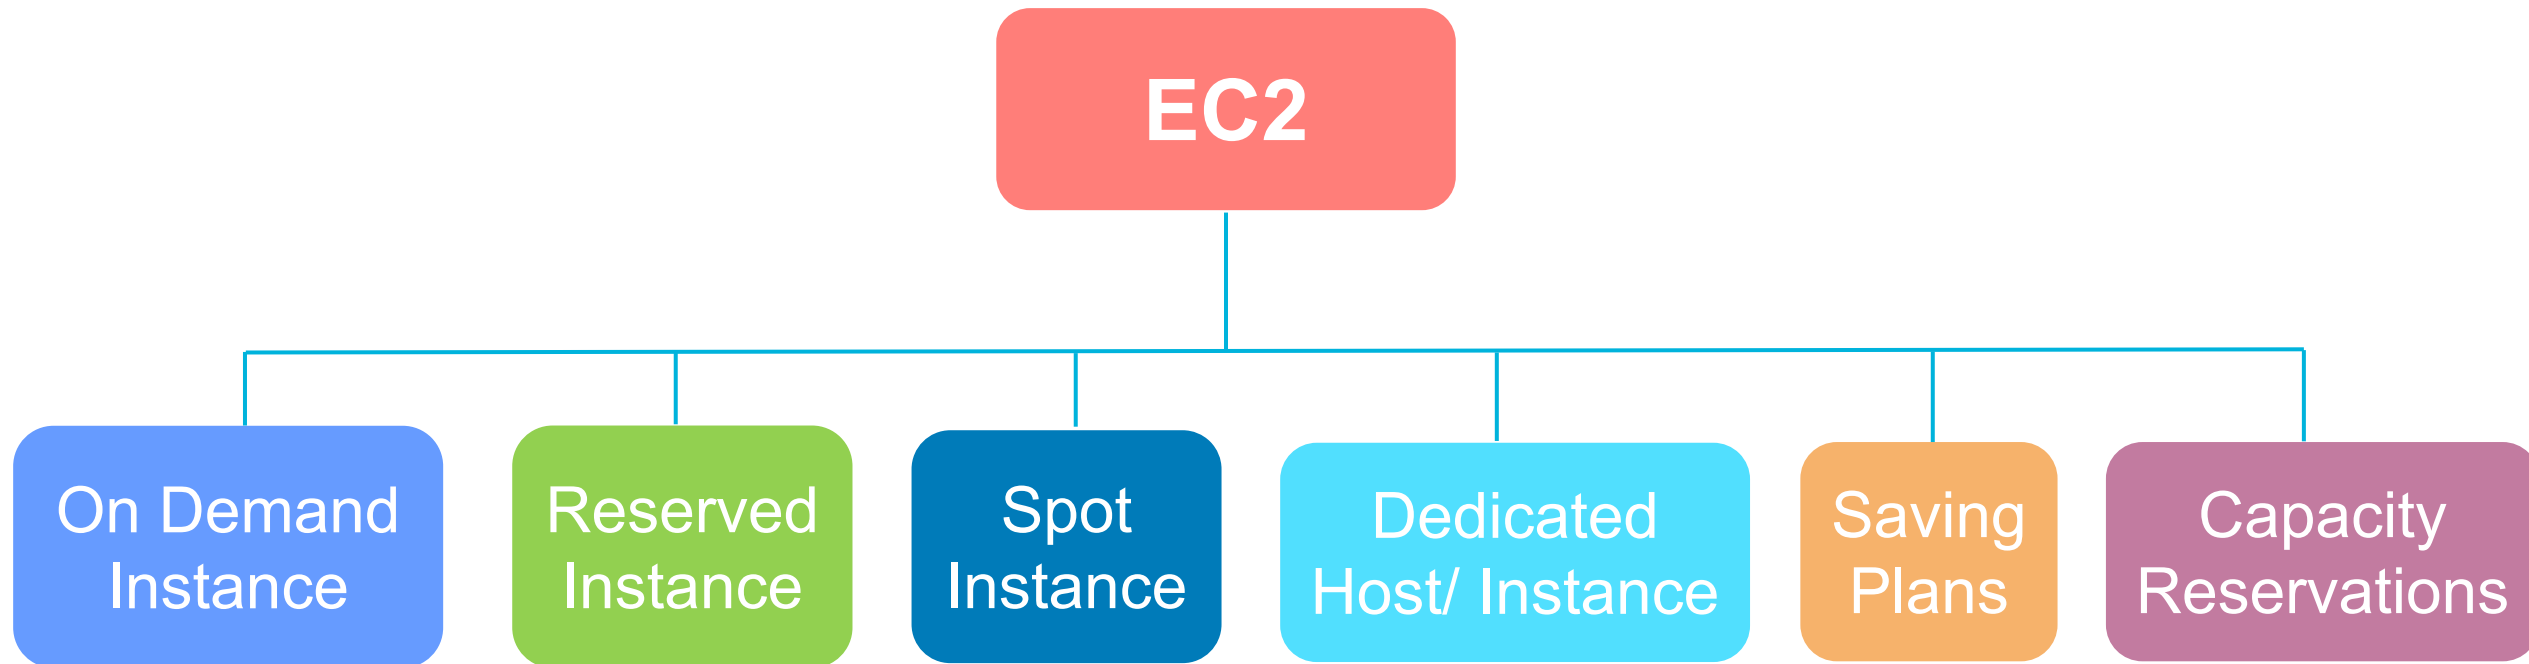 EC2
On Demand
Instance
Reserved
Instance
Spot
Instance
Dedicated
Host/ Instance
Saving
Plans
Capacity
Reservations